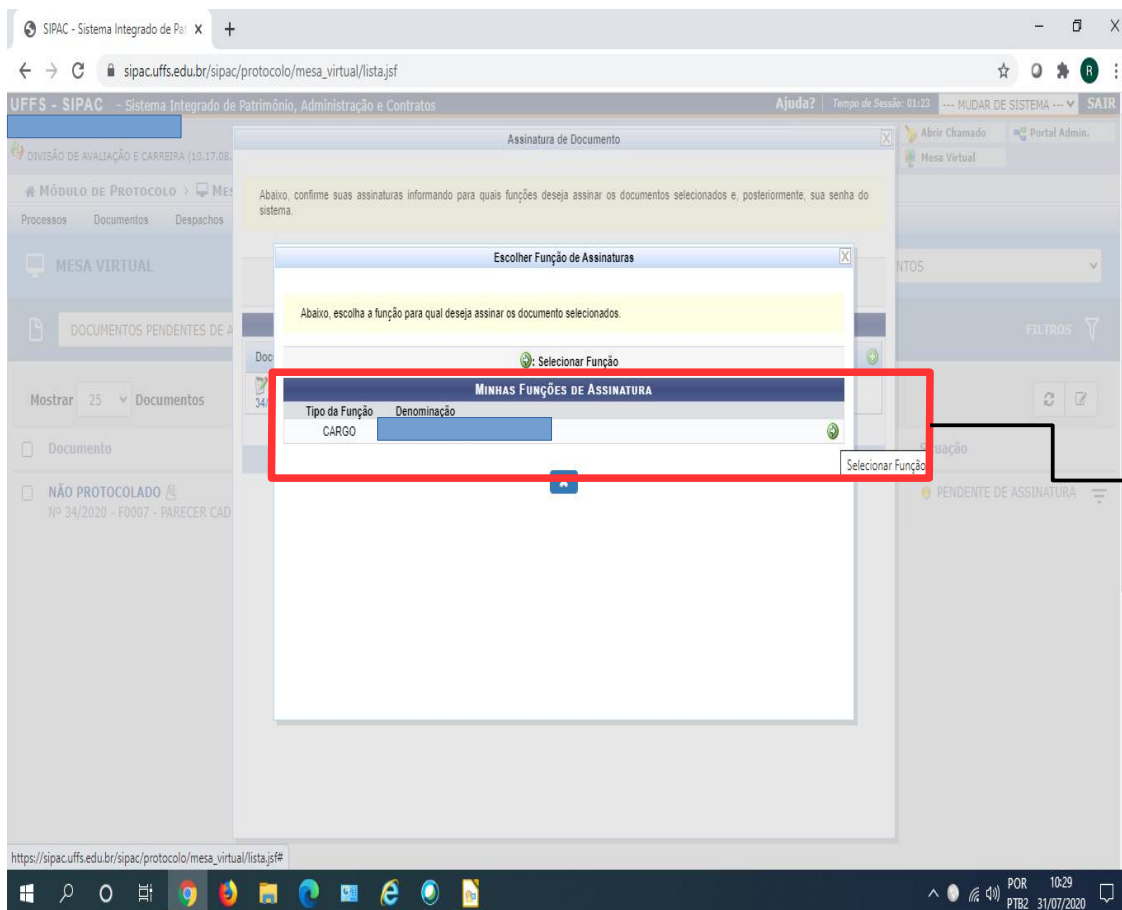 SIPAC - Sistema Integrado de Pat
sipac.uffs.edu.br/sipac/protocolo/mesa_virtual/lista.jsf
R
UFFS - SIPAC - Sistema Integrado de Patrimônio, Administração e Contratos
Ajuda? Tempo de Sessão: 01:23 --- MUDAR DE SISTEMA --- SAIR
Assinatura de Documento
Abrir Chamado Portal Admin.
DIVISÃO DE AVALIAÇÃO E CARREIRA (10.17.08.
Mesa Virtual
MÓDULO DE PROTOCOLO > MES
Abaixo, confirme suas assinaturas informando para quais funções deseja assinar os documentos selecionados e, posteriormente, sua senha do
sistema.
Processos Documentos Despachos
MESA VIRTUAL
Escolher Função de Assinaturas
NTOS
Abaixo, escolha a função para qual deseja assinar os documento selecionados.
DOCUMENTOS PENDENTES DE A
FILTROS
Doc
: Selecionar Função
MINHAS FUNÇÕES DE ASSINATURA
34/
Mostrar 25 Documentos
Tipo da Função Denominação
CARGO
Documento
Selecionar Função
uação
NÃO PROTOCOLADO
PENDENTE DE ASSINATURA
Nº 34/2020 - F0007 - PARECER CAD
https://sipac.uffs.edu.br/sipac/protocolo/mesa_virtual/lista.jsf#
POR 10:29
PTB2 31/07/2020